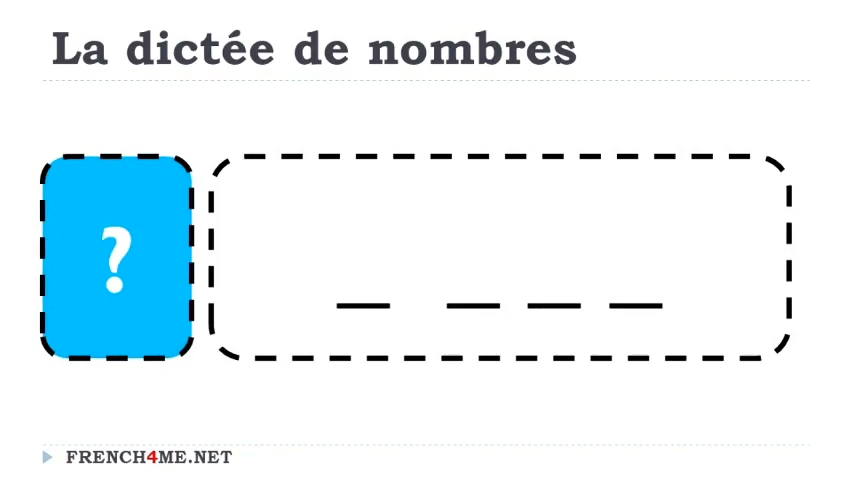 La dictée de nombres
?
_ _ _ _
FRENCH4ME.NET